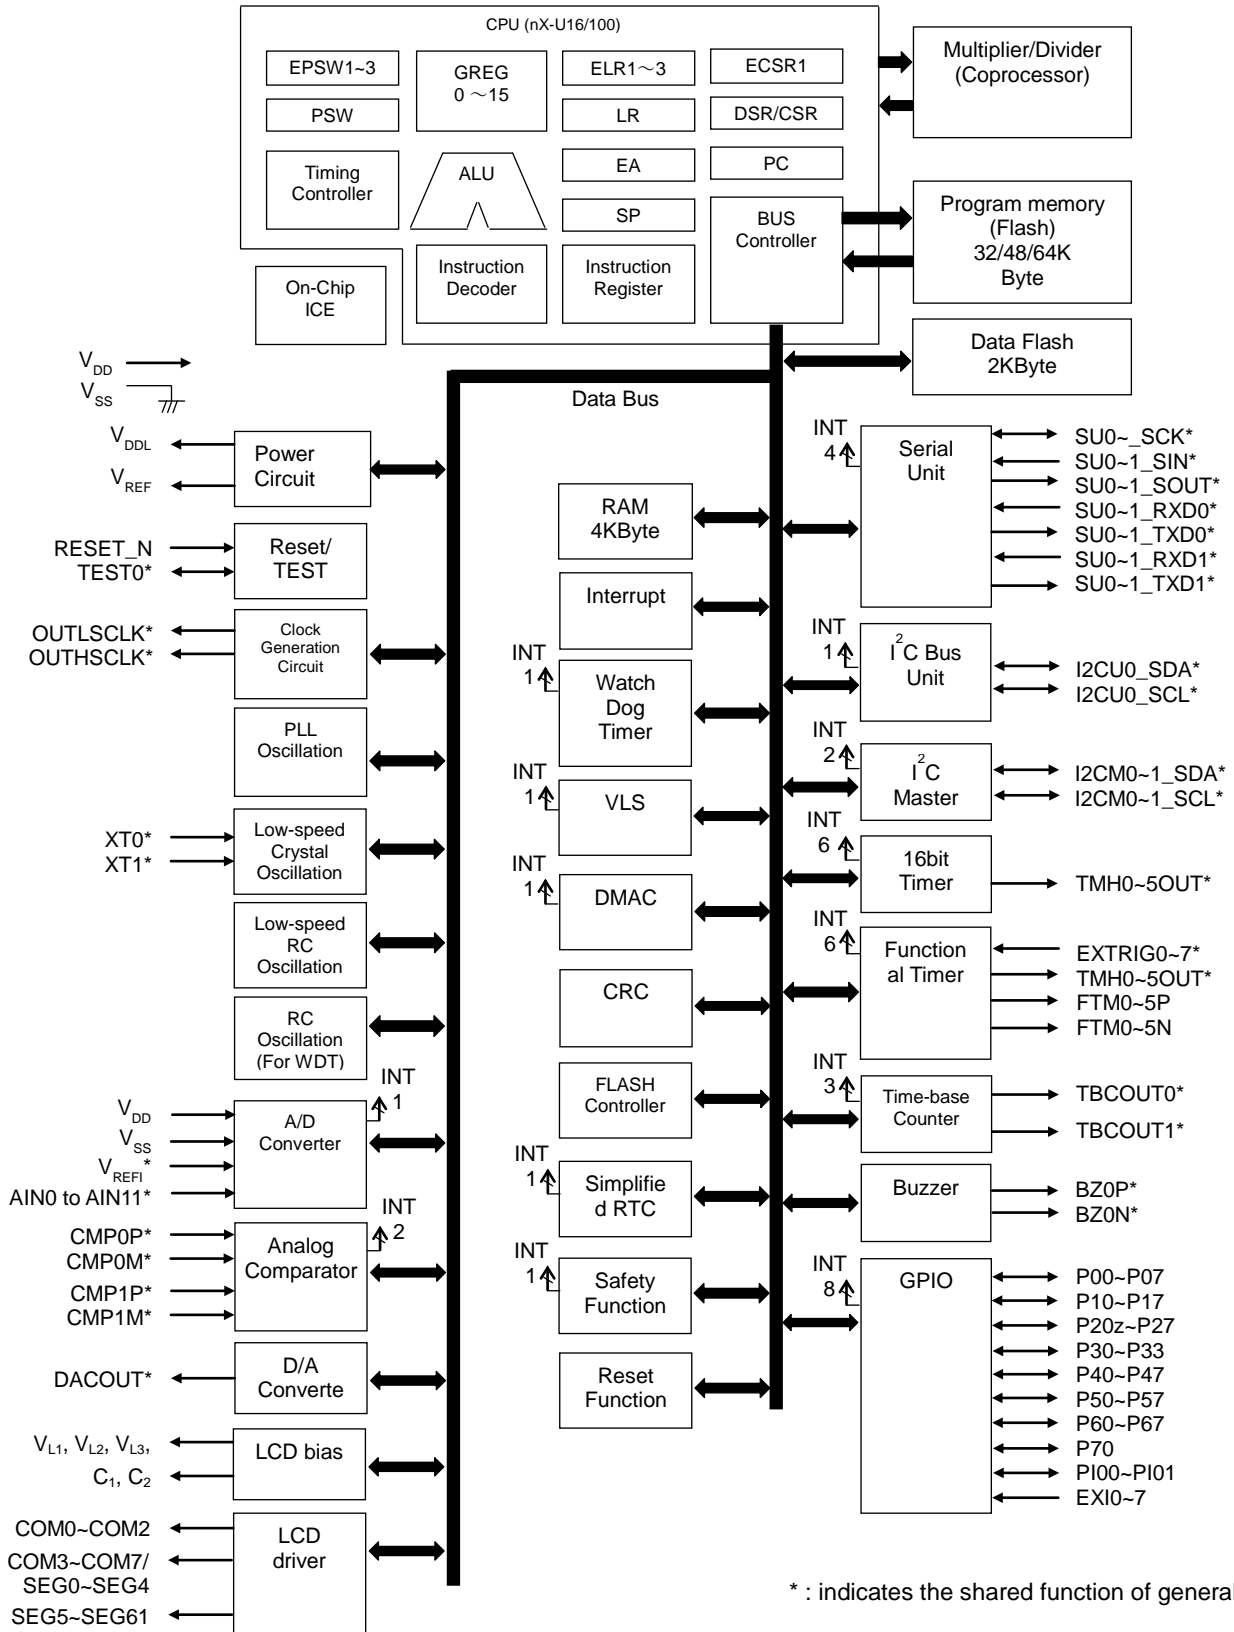 CPU (nX-U16/100)
EPSW1~3
GREG
0 ~15
ELR1~3
ECSR1
PSW
LR
DSR/CSR
Timing
Controller
ALU
EA
PC
SP
BUS
Controller
Instruction
Decoder
Instruction
Register
On-Chip
ICE
Multiplier/Divider
(Coprocessor)
Program memory
(Flash)
32/48/64K
Byte
Data Flash
2KByte
Data Bus
VDD
VSS
VDDL
VREF
Power
Circuit
RESET_N
TEST0*
Reset/
TEST
OUTLSCLK*
OUTHSCLK*
Clock
Generation
Circuit
PLL
Oscillation
XT0*
XT1*
Low-speed
Crystal
Oscillation
Low-speed
RC
Oscillation
RC
Oscillation
(For WDT)
INT
1
VDD
VSS
VREFI*
AIN0 to AIN11*
A/D
Converter
INT
2
CMP0P*
CMP0M*
CMP1P*
CMP1M*
Analog
Comparator
DACOUT*
D/A
Converte
VL1, VL2, VL3,
C1, C2
LCD bias
COM0~COM2
COM3~COM7/
SEG0~SEG4
SEG5~SEG61
LCD
driver
RAM
4KByte
Interrupt
INT
1
Watch
Dog
Timer
INT
1
VLS
INT
1
DMAC
CRC
FLASH
Controller
INT
1
Simplifie
d RTC
INT
1
Safety
Function
Reset
Function
INT
4
Serial
Unit
SU0~_SCK*
SU0~1_SIN*
SU0~1_SOUT*
SU0~1_RXD0*
SU0~1_TXD0*
SU0~1_RXD1*
SU0~1_TXD1*
INT
1
I2C Bus
Unit
I2CU0_SDA*
I2CU0_SCL*
INT
2
I2C
Master
I2CM0~1_SDA*
I2CM0~1_SCL*
INT
6
16bit
Timer
TMH0~5OUT*
INT
6
Function
al Timer
EXTRIG0~7*
TMH0~5OUT*
FTM0~5P
FTM0~5N
INT
3
Time-base
Counter
TBCOUT0*
TBCOUT1*
Buzzer
BZ0P*
BZ0N*
INT
8
GPIO
P00~P07
P10~P17
P20z~P27
P30~P33
P40~P47
P50~P57
P60~P67
P70
PI00~PI01
EXI0~7
* : indicates the shared function of general